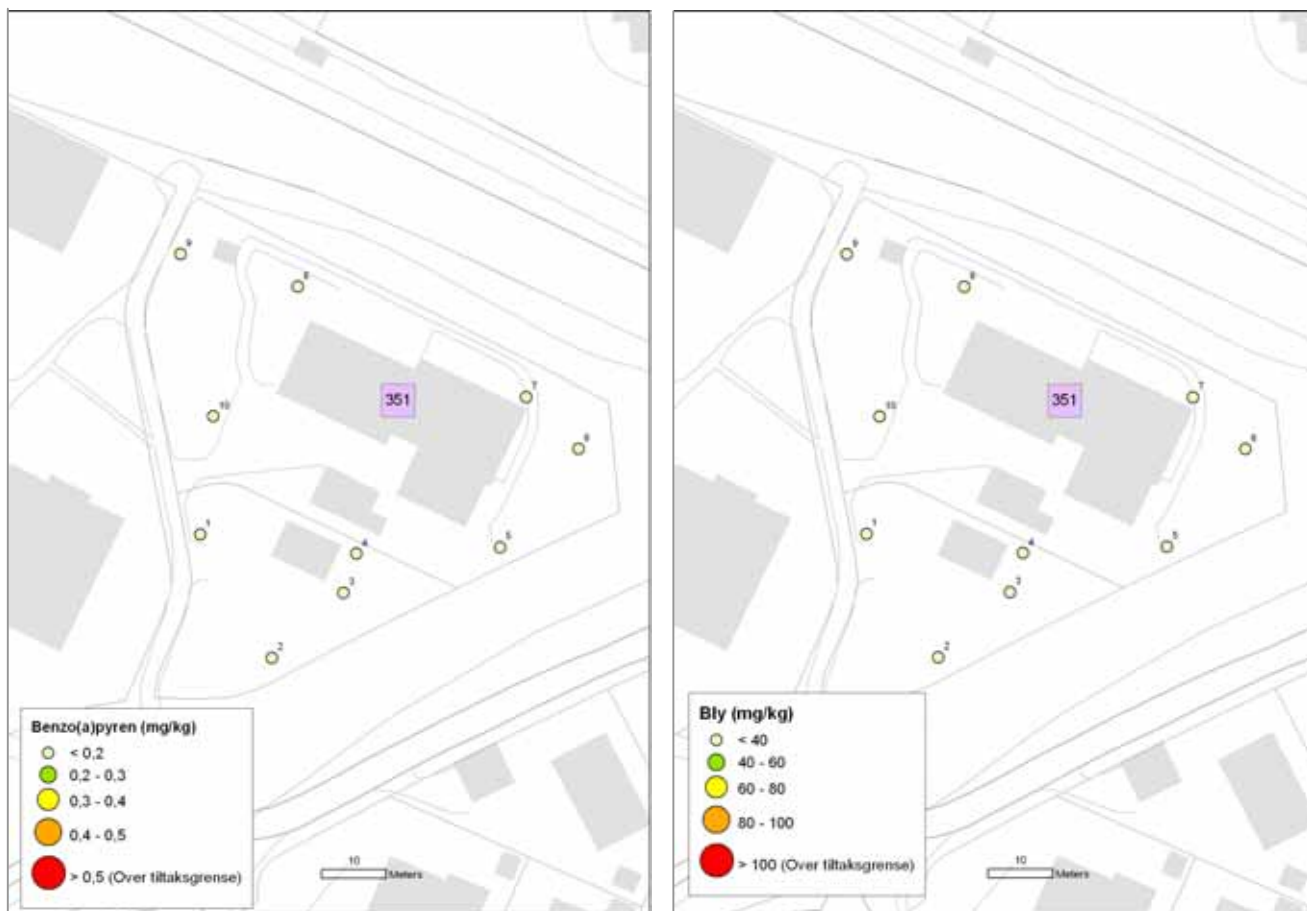 9
8
7
351
10
6
1
4
5
3
2
Benzo(a)pyren (mg/kg)
< 0,2
0,2 - 0,3
0,3 - 0,4
0,4 - 0,5
> 0,5 (Over tiltaksgrense)
10
Meters
9
8
7
351
10
6
1
4
5
3
2
Bly (mg/kg)
< 40
40 - 60
60 - 80
80 - 100
> 100 (Over tiltaksgrense)
10
Meters